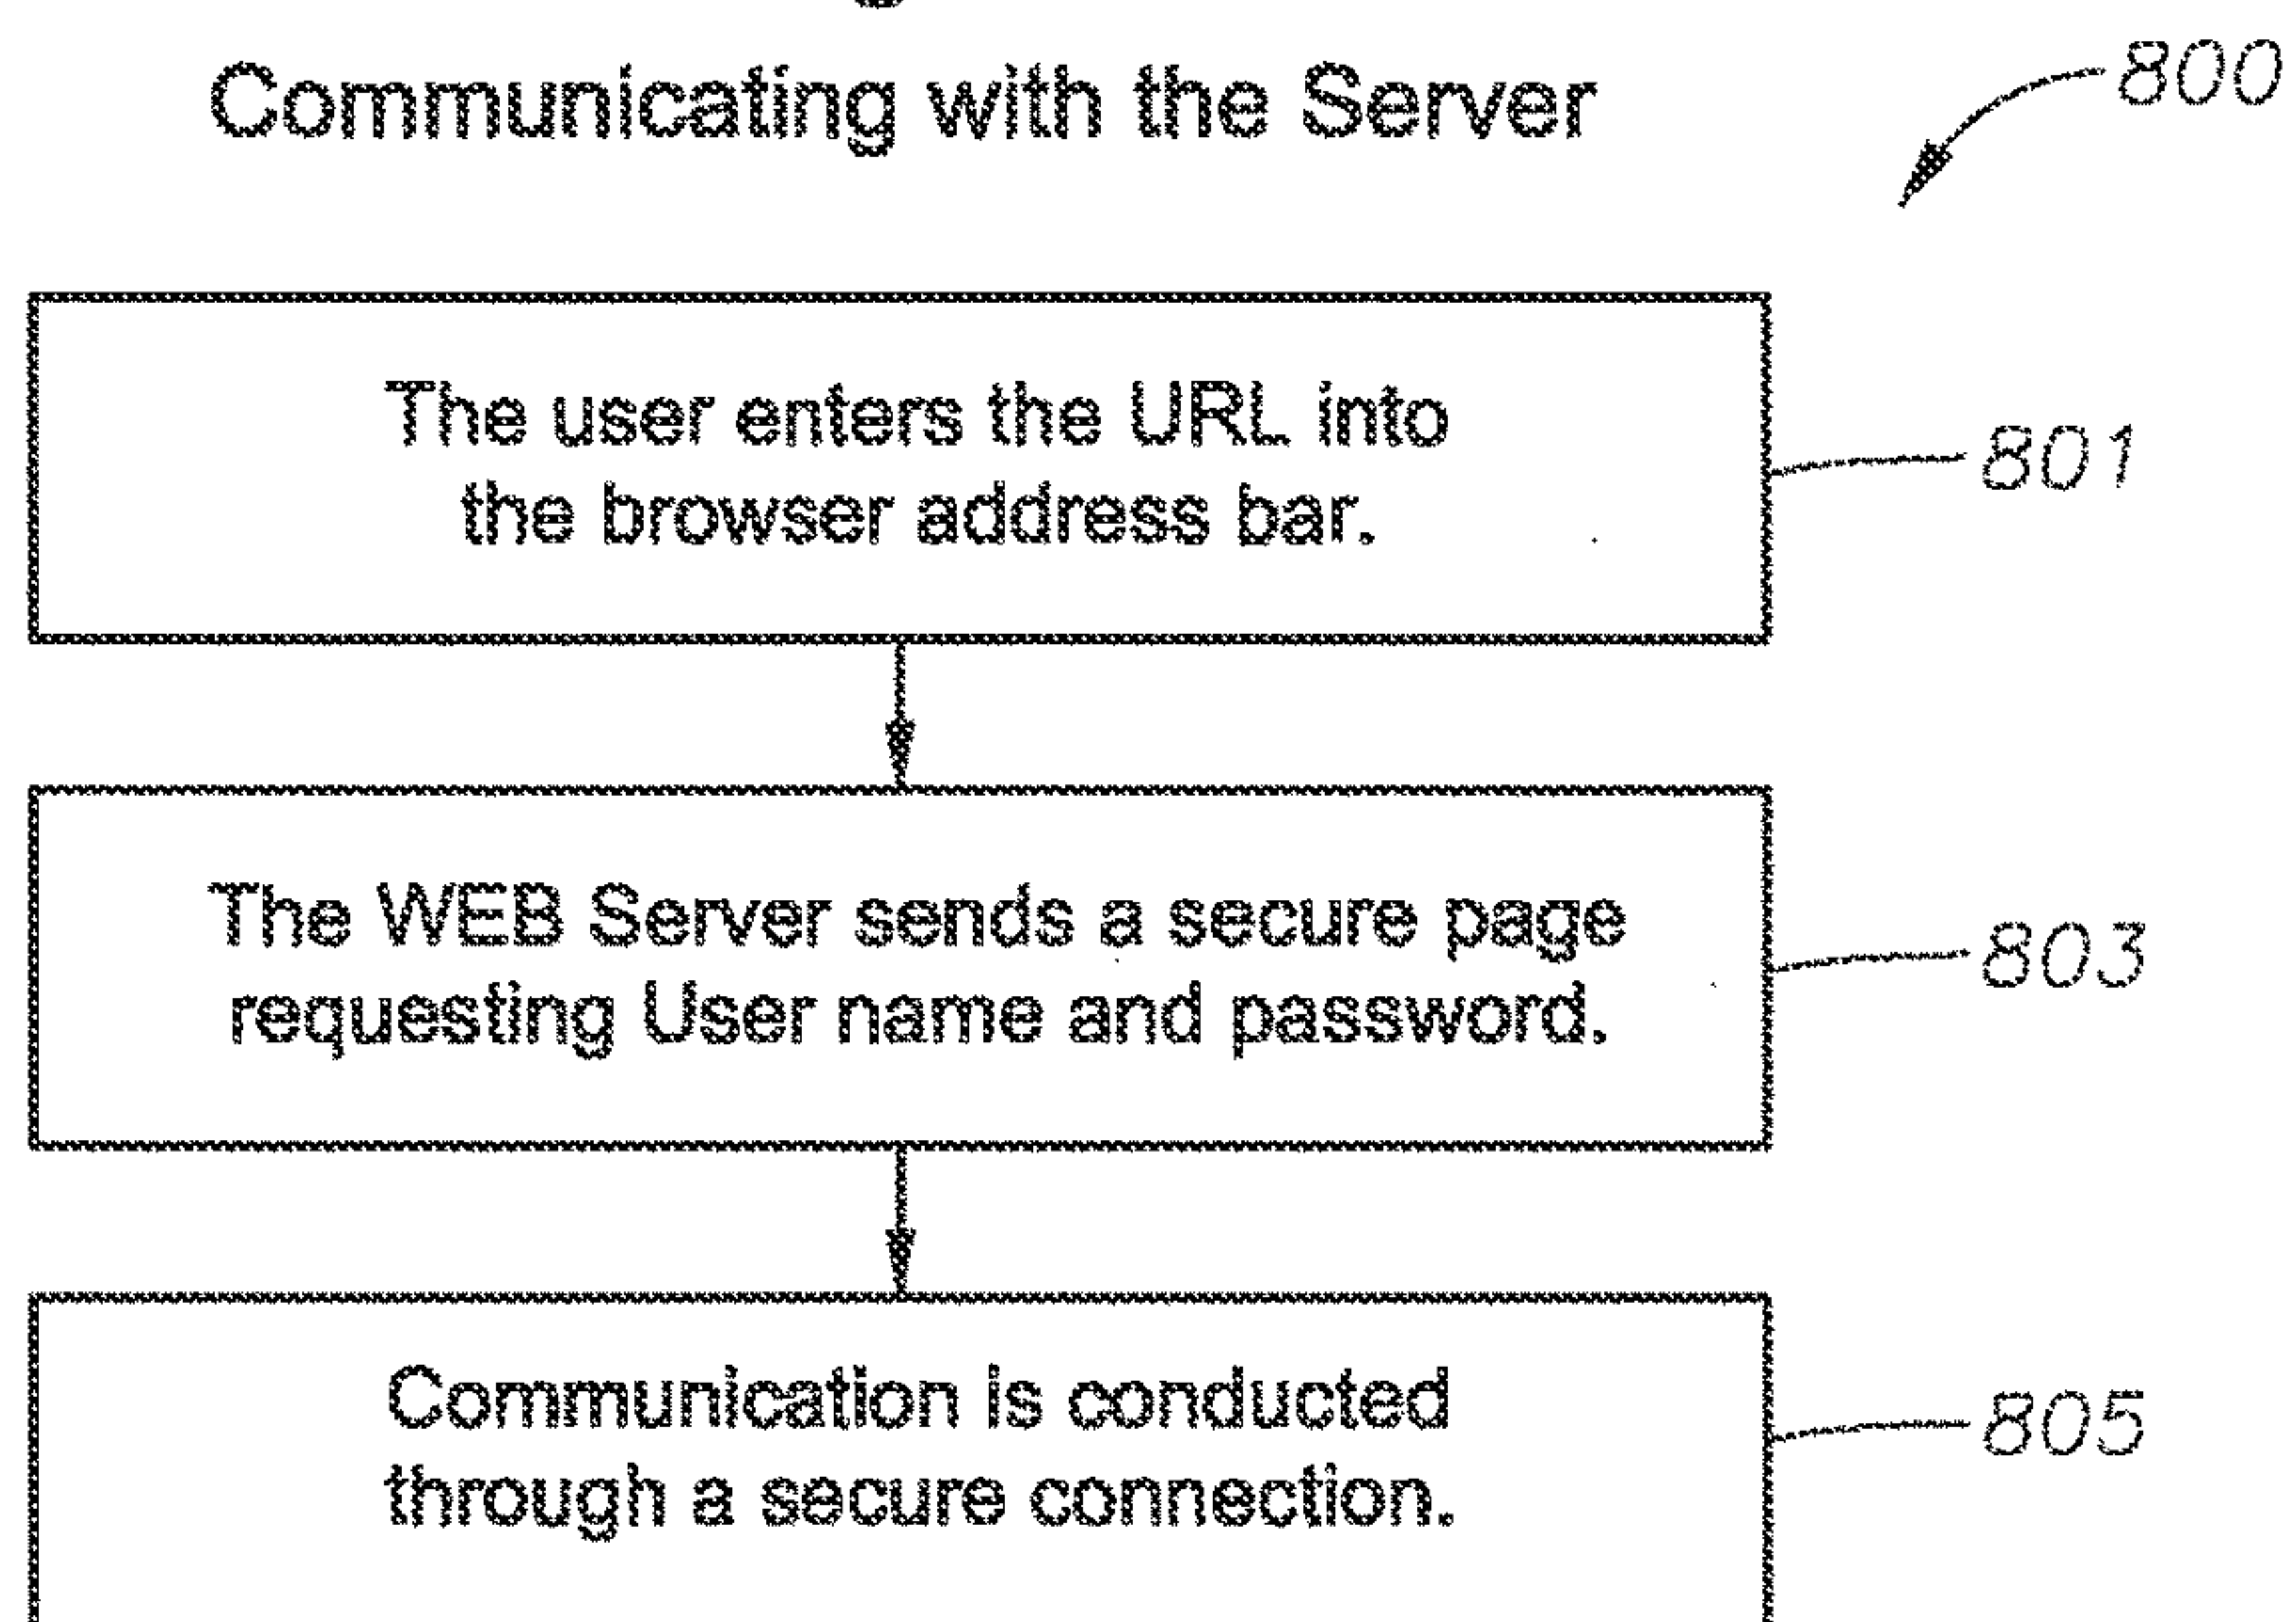 Communicating with the Server
800
The user enters the URL into
the browser address bar.
801
The WEB Server sends a secure page
requesting User name and password.
803
Communication is conducted
through a secure connection.
805